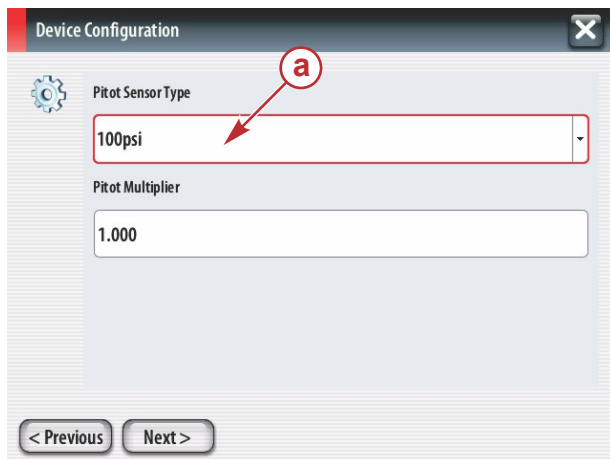 Device Configuration
a
Pitot Sensor Type
100psi
Pitot Multiplier
1.000
< Previous Next >